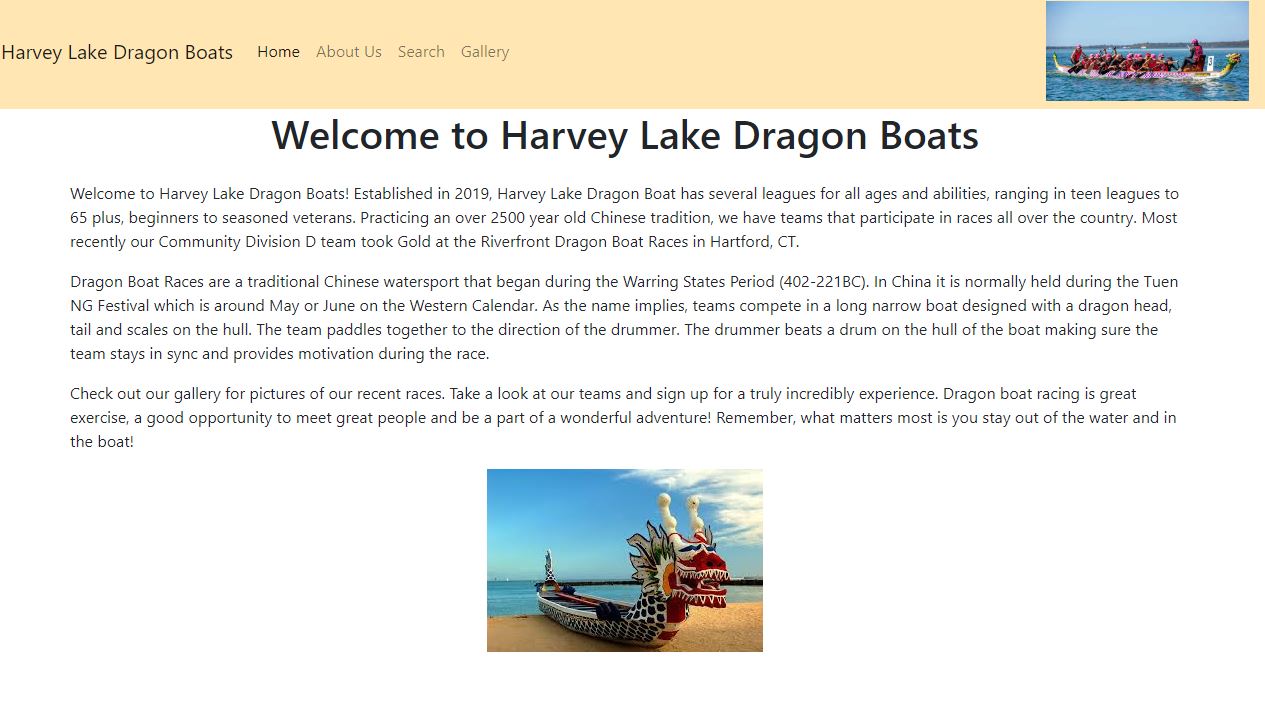 Harvey Lake Dragon Boats Home About Us Search Gallery
Welcome to Harvey Lake Dragon Boats
Welcome to Harvey Lake Dragon Boats! Established in 2019, Harvey Lake Dragon Boat has several leagues for all ages and abilities, ranging in teen leagues to
65 plus, beginners to seasoned veterans. Practicing an over 2500 year old Chinese tradition, we have teams that participate in races all over the country. Most
recently our Community Division D team took Gold at the Riverfront Dragon Boat Races in Hartford, CT.
Dragon Boat Races are a traditional Chinese watersport that began during the Warring States Period (402-221BC). In China it is normally held during the Tuen
NG Festival which is around May or June on the Western Calendar. As the name implies, teams compete in a long narrow boat designed with a dragon head,
tail and scales on the hull. The team paddles together to the direction of the drummer. The drummer beats a drum on the hull of the boat making sure the
team stays in sync and provides motivation during the race.
Check out our gallery for pictures of our recent races. Take a look at our teams and sign up for a truly incredibly experience. Dragon boat racing is great
exercise, a good opportunity to meet great people and be a part of a wonderful adventure! Remember, what matters most is you stay out of the water and in
the boat!